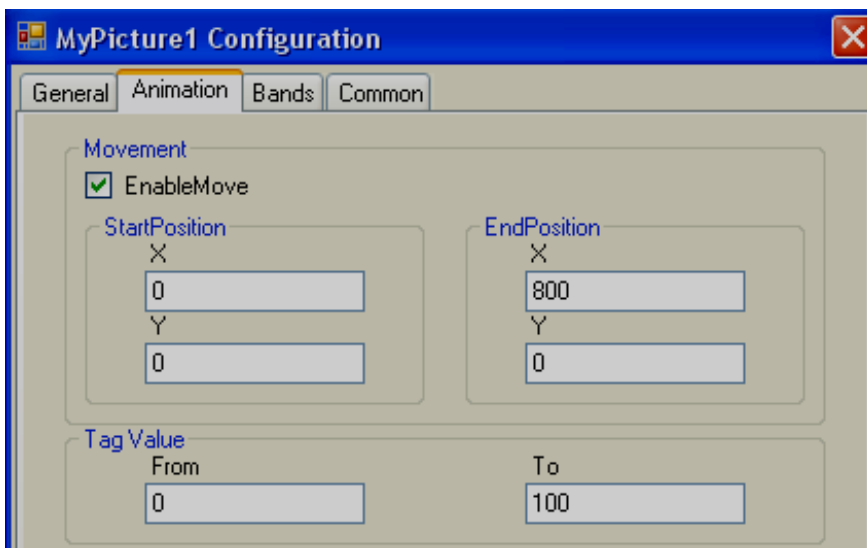 MyPicture1 Configuration
General Animation Bands Common
Movement
EnableMove
StartPosition EndPosition
X X
0 800
Y Y
0 0
Tag Value
From To
0 100